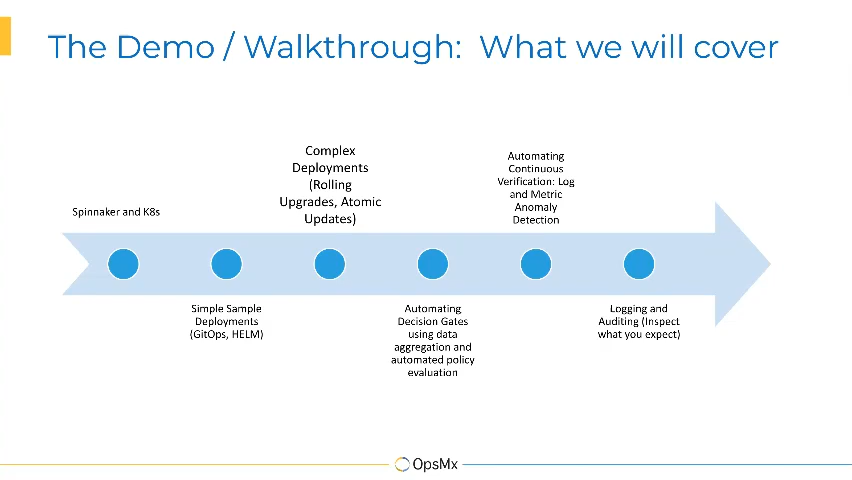 The Demo / Walkthrough:  What we will cover
Spinnaker and K8s
Simple Sample
Deployments
(GitOps, HELM)
Complex
Deployments
(Rolling
Upgrades, Atomic
Updates)
Automating
Decision Gates
using data
aggregation and
automated policy
evaluation
Automating
Continuous
Verification: Log
and Metric
Anomaly
Detection
Logging and
Auditing (Inspect
what you expect)
OpsMx